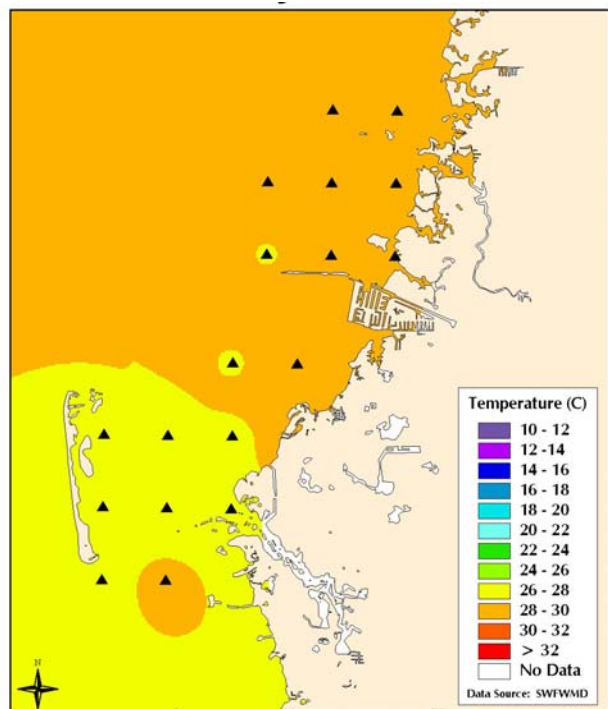 Temperature (C)
10 - 12
12 -14
14 - 16
16 - 18
18 - 20
20 - 22
22 - 24
24 - 26
26 - 28
28 - 30
30 - 32
> 32
No Data
Data Source: SWFWMD
N